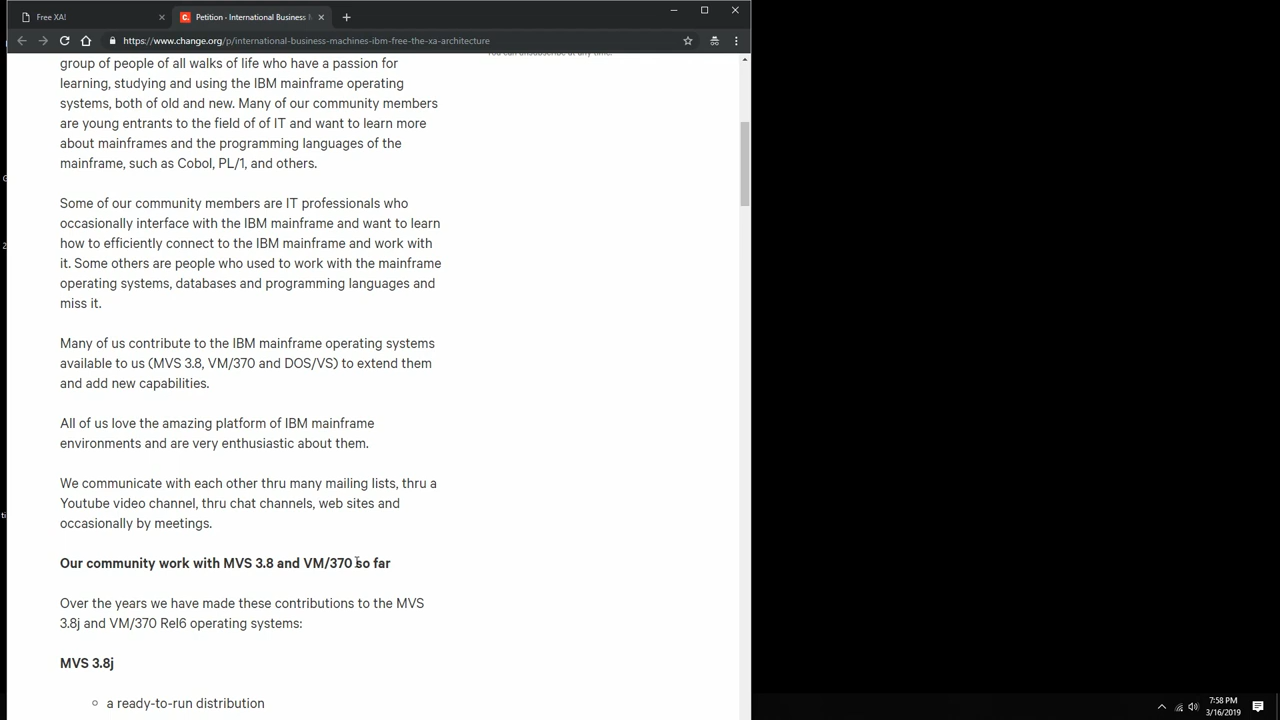 Free XA!
Petition · International Business M
https://www.change.org/p/international-business-machines-ibm-free-the-xa-architecture
You can unsubscribe at any time.
group of people of all walks of life who have a passion for
learning, studying and using the IBM mainframe operating
systems, both of old and new. Many of our community members
are young entrants to the field of of IT and want to learn more
about mainframes and the programming languages of the
mainframe, such as Cobol, PL/1, and others.
Some of our community members are IT professionals who
occasionally interface with the IBM mainframe and want to learn
how to efficiently connect to the IBM mainframe and work with
it. Some others are people who used to work with the mainframe
operating systems, databases and programming languages and
miss it.
Many of us contribute to the IBM mainframe operating systems
available to us (MVS 3.8, VM/370 and DOS/VS) to extend them
and add new capabilities.
All of us love the amazing platform of IBM mainframe
environments and are very enthusiastic about them.
We communicate with each other thru many mailing lists, thru a
Youtube video channel, thru chat channels, web sites and
occasionally by meetings.
Our community work with MVS 3.8 and VM/370 so far
Over the years we have made these contributions to the MVS
3.8j and VM/370 Rel6 operating systems:
MVS 3.8j
a ready-to-run distribution
7:58 PM
3/16/2019